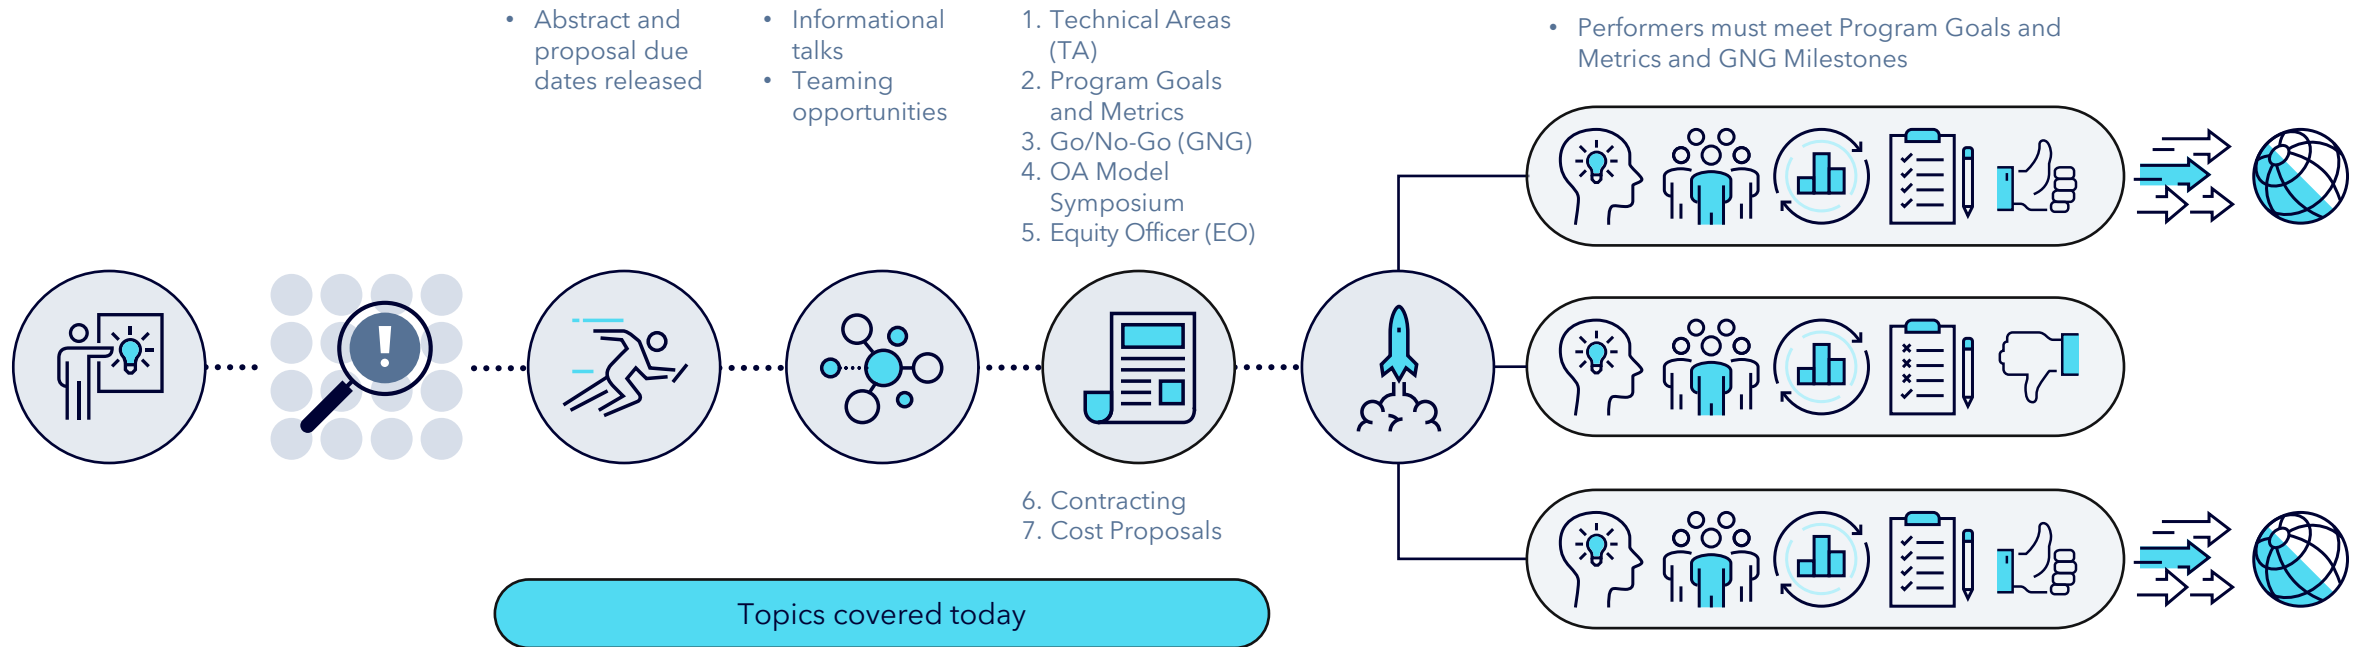 • Abstract and
proposal due
dates released
• Informational
talks
• Teaming
opportunities
1. Technical Areas
(TA)
2. Program Goals
and Metrics
3. Go/No-Go (GNG)
4. OA Model
Symposium
5. Equity Officer (EO)
• Performers must meet Program Goals and
Metrics and GNG Milestones
6. Contracting
7. Cost Proposals
Topics covered today